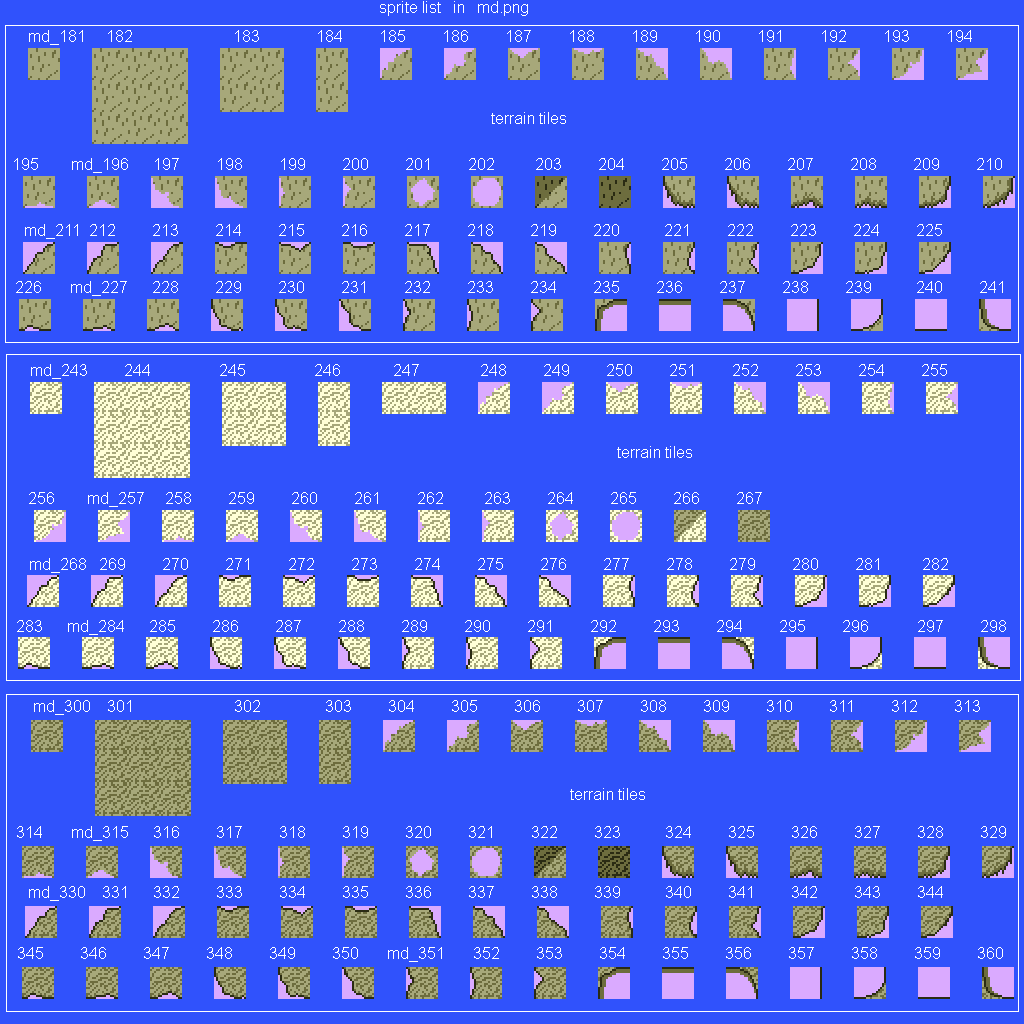 sprite list in md.png
md_181 182 183 184 185 186 187 188 189 190 191 192 193 194
terrain tiles
195 md_196 197 198 199 200 201 202 203 204 205 206 207 208 209 210
md_211 212 213 214 215 216 217 218 219 220 221 222 223 224 225
226 md_227 228 229 230 231 232 233 234 235 236 237 238 239 240 241
md_243 244 245 246 247 248 249 250 251 252 253 254 255
terrain tiles
256 md_257 258 259 260 261 262 263 264 265 266 267
md_268 269 270 271 272 273 274 275 276 277 278 279 280 281 282
283 md_284 285 286 287 288 289 290 291 292 293 294 295 296 297 298
md_300 301 302 303 304 305 306 307 308 309 310 311 312 313
terrain tiles
314 md_315 316 317 318 319 320 321 322 323 324 325 326 327 328 329
md_330 331 332 333 334 335 336 337 338 339 340 341 342 343 344
345 346 347 348 349 350 md_351 352 353 354 355 356 357 358 359 360